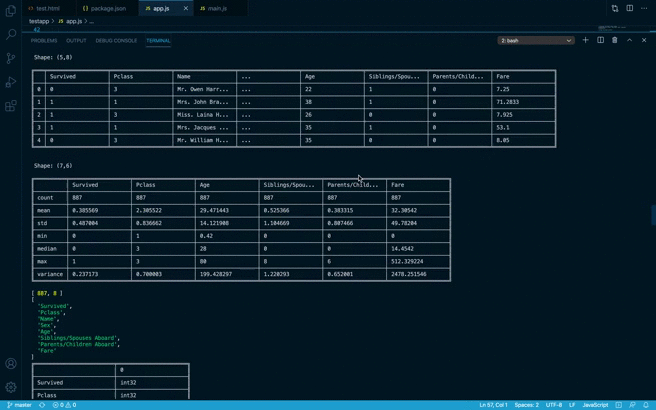 test.html {} package.json JS app.js × JS main.js
testapp > JS app.js > ...
42
PROBLEMS OUTPUT DEBUG CONSOLE TERMINAL 2: bash
Shape: (5,8)
Survived Pclass Name ... Age Siblings/Spou... Parents/Child... Fare
0 0 3 Mr. Owen Harr... ... 22 1 0 7.25
1 1 1 Mrs. John Bra... ... 38 1 0 71.2833
2 1 3 Miss. Laina H... ... 26 0 0 7.925
3 1 1 Mrs. Jacques ... ... 35 1 0 53.1
4 0 3 Mr. William H... ... 35 0 0 8.05
Shape: (7,6)
Survived Pclass Age Siblings/Spou... Parents/Child... Fare
count 887 887 887 887 887 887
mean 0.385569 2.305522 29.471443 0.525366 0.383315 32.30542
std 0.487004 0.836662 14.121908 1.104669 0.807466 49.78204
min 0 1 0.42 0 0 0
median 0 3 28 0 0 14.4542
max 1 3 80 8 6 512.329224
variance 0.237173 0.700003 199.428297 1.220293 0.652001 2478.251546
[ 887, 8 ]
[
"Survived",
"Pclass",
"Name",
"Sex",
"Age",
"Siblings/Spouses Aboard",
"Parents/Children Aboard",
"Fare"
]
0
Survived int32
Pclass int32
master 0 0 Ln 57, Col 1 Spaces: 2 UTF-8 LF JavaScript